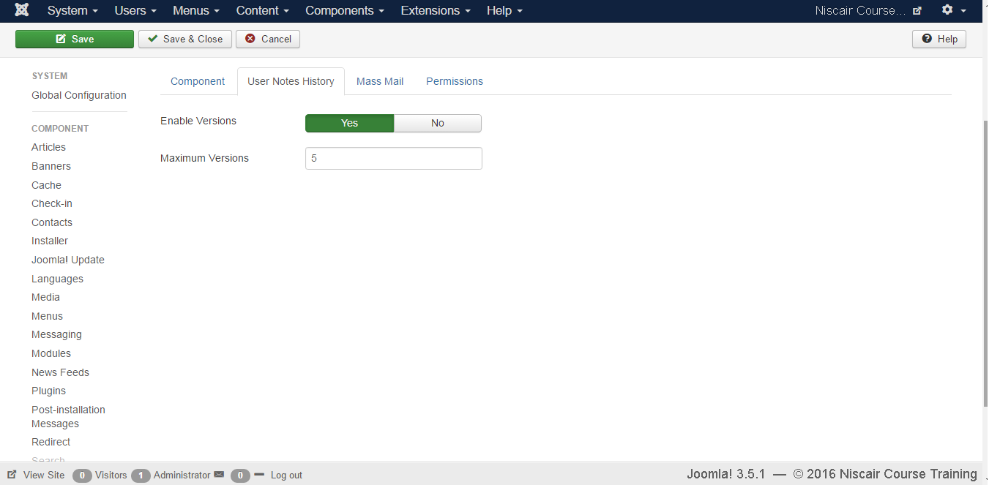 System Users Menus Content Components Extensions Help Niscair Course...
Save Save & Close Cancel Help
SYSTEM
Global Configuration
COMPONENT
Articles
Banners
Cache
Check-in
Contacts
Installer
Joomla! Update
Languages
Media
Menus
Messaging
Modules
News Feeds
Plugins
Post-installation
Messages
Redirect
Search
Component User Notes History Mass Mail Permissions
Enable Versions Yes No
Maximum Versions 5
View Site 0 Visitors 1 Administrator 0 Log out Joomla! 3.5.1 — © 2016 Niscair Course Training